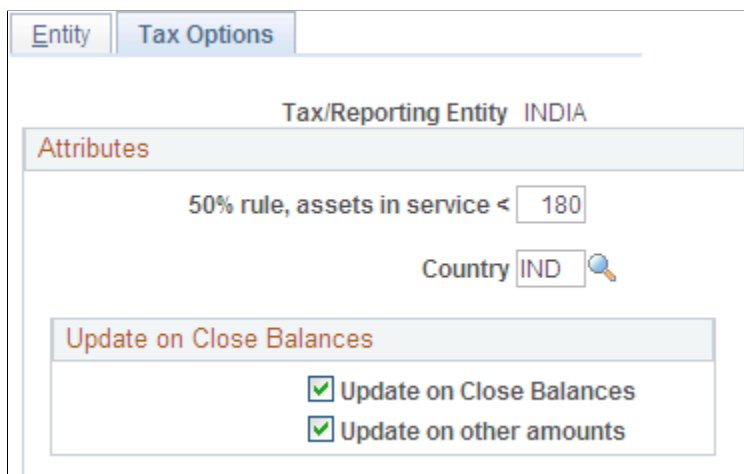 Entity Tax Options
Tax/Reporting Entity INDIA
Attributes
50% rule, assets in service < 180
Country IND
Update on Close Balances
Update on Close Balances
Update on other amounts